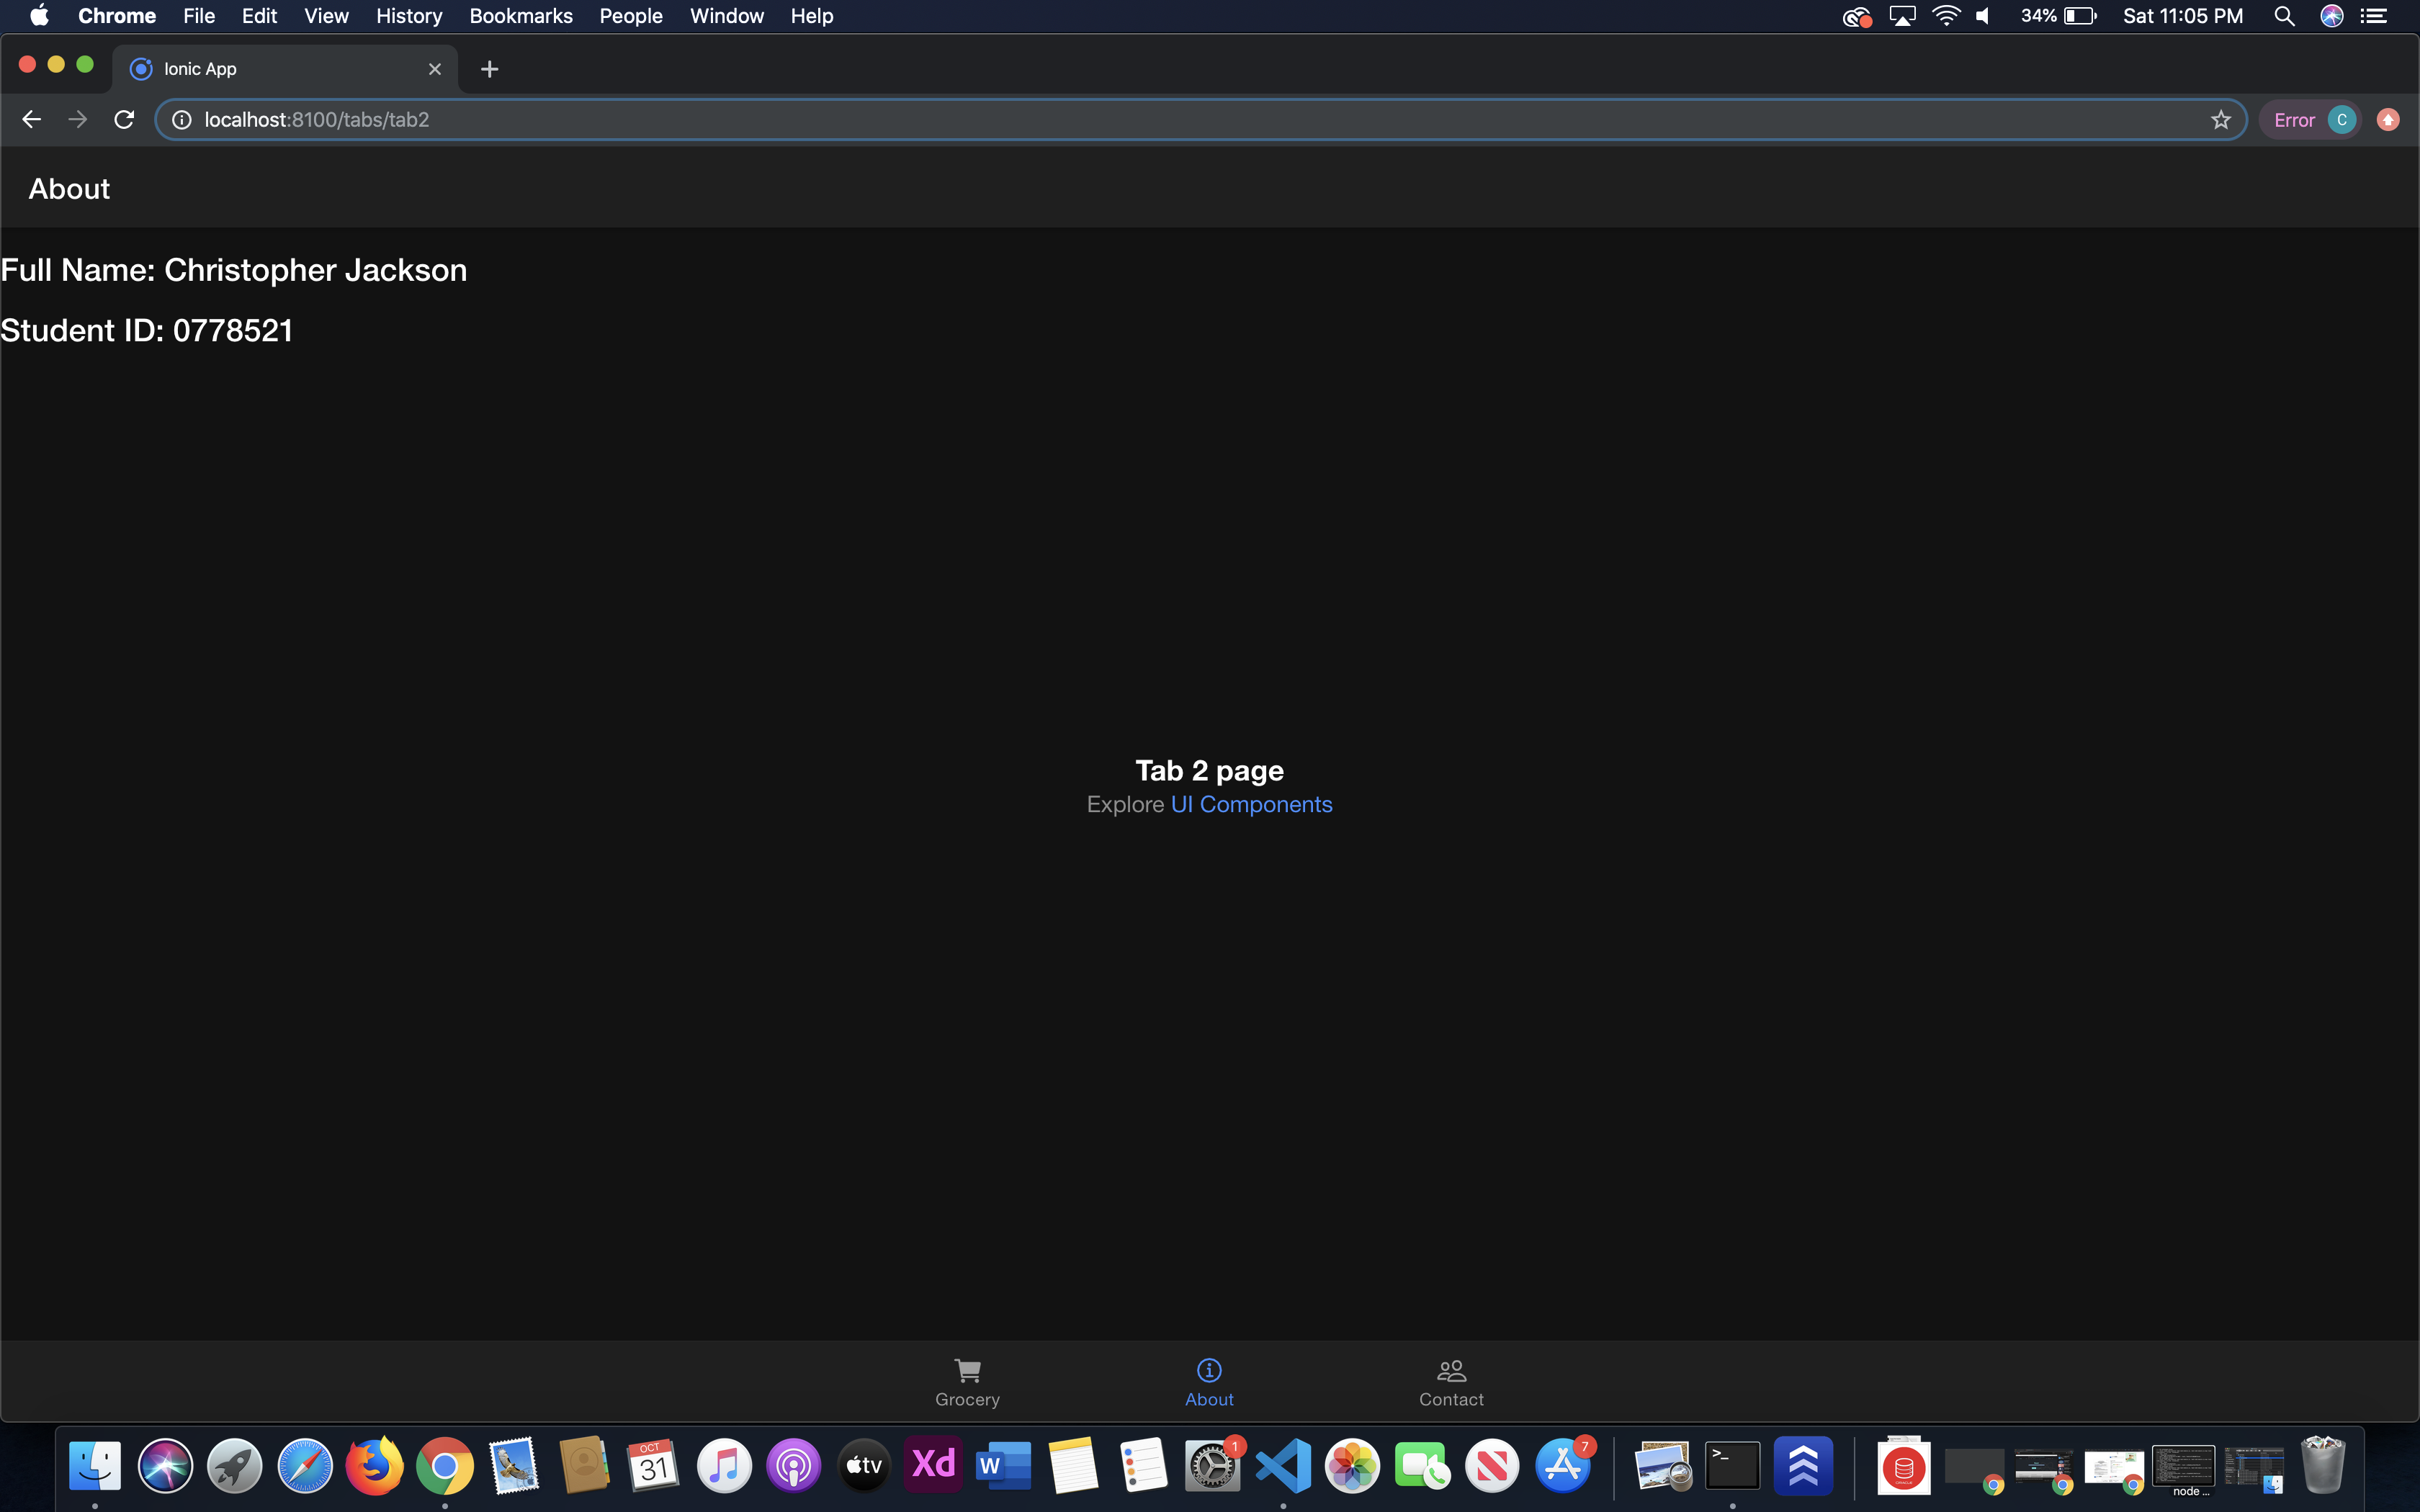 Chrome File Edit View History Bookmarks People Window Help 34% Sat 11:05 PM
Ionic App
localhost:8100/tabs/tab2 Error C
About
Full Name: Christopher Jackson
Student ID: 0778521
Tab 2 page
Explore UI Components
Grocery About Contact
OCT
31
tv
Xd
W
1
7
>_
node ...